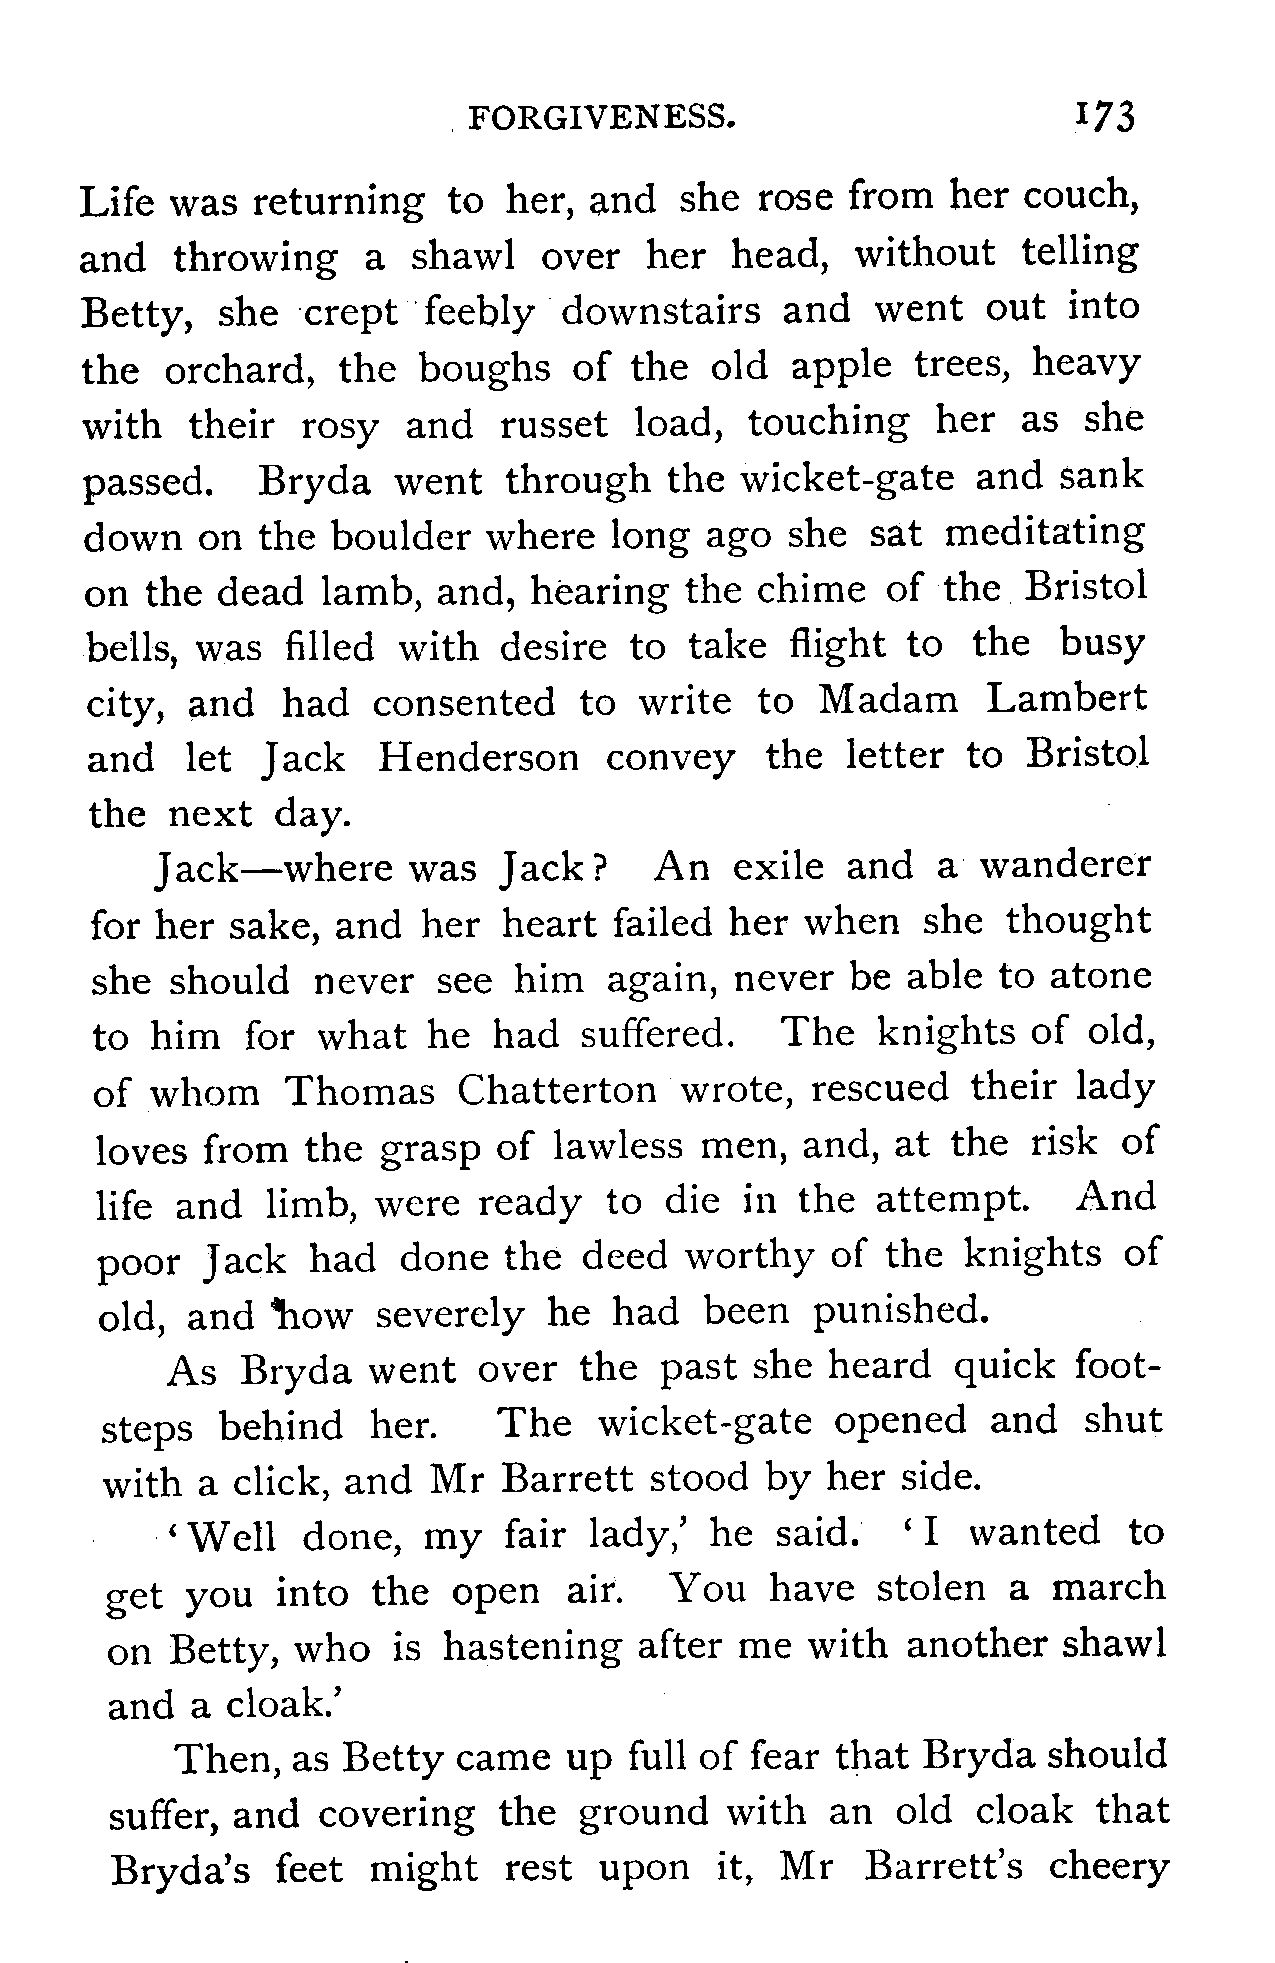 FORGIVENESS. 173
Life was returning to her, and she rose from her couch,
and throwing a shawl over her head, without telling
Betty, she crept feebly downstairs and went out into
the orchard, the boughs of the old apple trees, heavy
with their rosy and russet load, touching her as she
passed. Bryda went through the wicket-gate and sank
down on the boulder where long ago she sat meditating
on the dead lamb, and, hearing the chime of the Bristol
bells, was filled with desire to take flight to the busy
city, and had consented to write to Madam Lambert
and let Jack Henderson convey the letter to Bristol
the next day.
Jack—where was Jack? An exile and a wanderer
for her sake, and her heart failed her when she thought
she should never see him again, never be able to atone
to him for what he had suffered. The knights of old,
of whom Thomas Chatterton wrote, rescued their lady
loves from the grasp of lawless men, and, at the risk of
life and limb, were ready to die in the attempt. And
poor Jack had done the deed worthy of the knights of
old, and how severely he had been punished.
As Bryda went over the past she heard quick foot-
steps behind her. The wicket-gate opened and shut
with a click, and Mr Barrett stood by her side.
‘Well done, my fair lady,’ he said. ‘I wanted to
get you into the open air. You have stolen a march
on Betty, who is hastening after me with another shawl
and a cloak.’
Then, as Betty came up full of fear that Bryda should
suffer, and covering the ground with an old cloak that
Bryda’s feet might rest upon it, Mr Barrett’s cheery